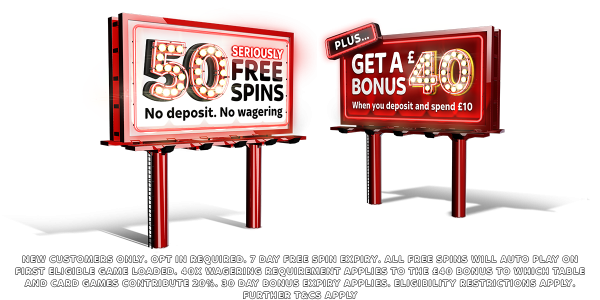 50 SERIOUSLY
FREE
SPINS
No deposit. No wagering
PLUS...
GET A £40
BONUS
When you deposit and spend £10
NEW CUSTOMERS ONLY. OPT IN REQUIRED. 7 DAY FREE SPIN EXPIRY. ALL FREE SPINS WILL AUTO PLAY ON
FIRST ELIGIBLE GAME LOADED. 40X WAGERING REQUIREMENT APPLIES TO THE £40 BONUS TO WHICH TABLE
AND CARD GAMES CONTRIBUTE 20%. 30 DAY BONUS EXPIRY APPLIES. ELIGIBILITY RESTRICTIONS APPLY.
FURTHER T&CS APPLY